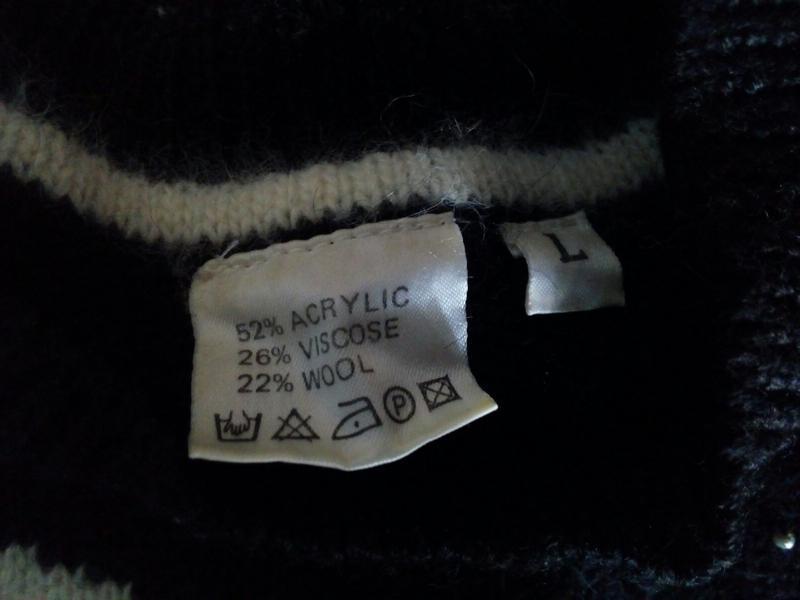 52% ACRYLIC
26% VISCOSE
22% WOOL
P
L